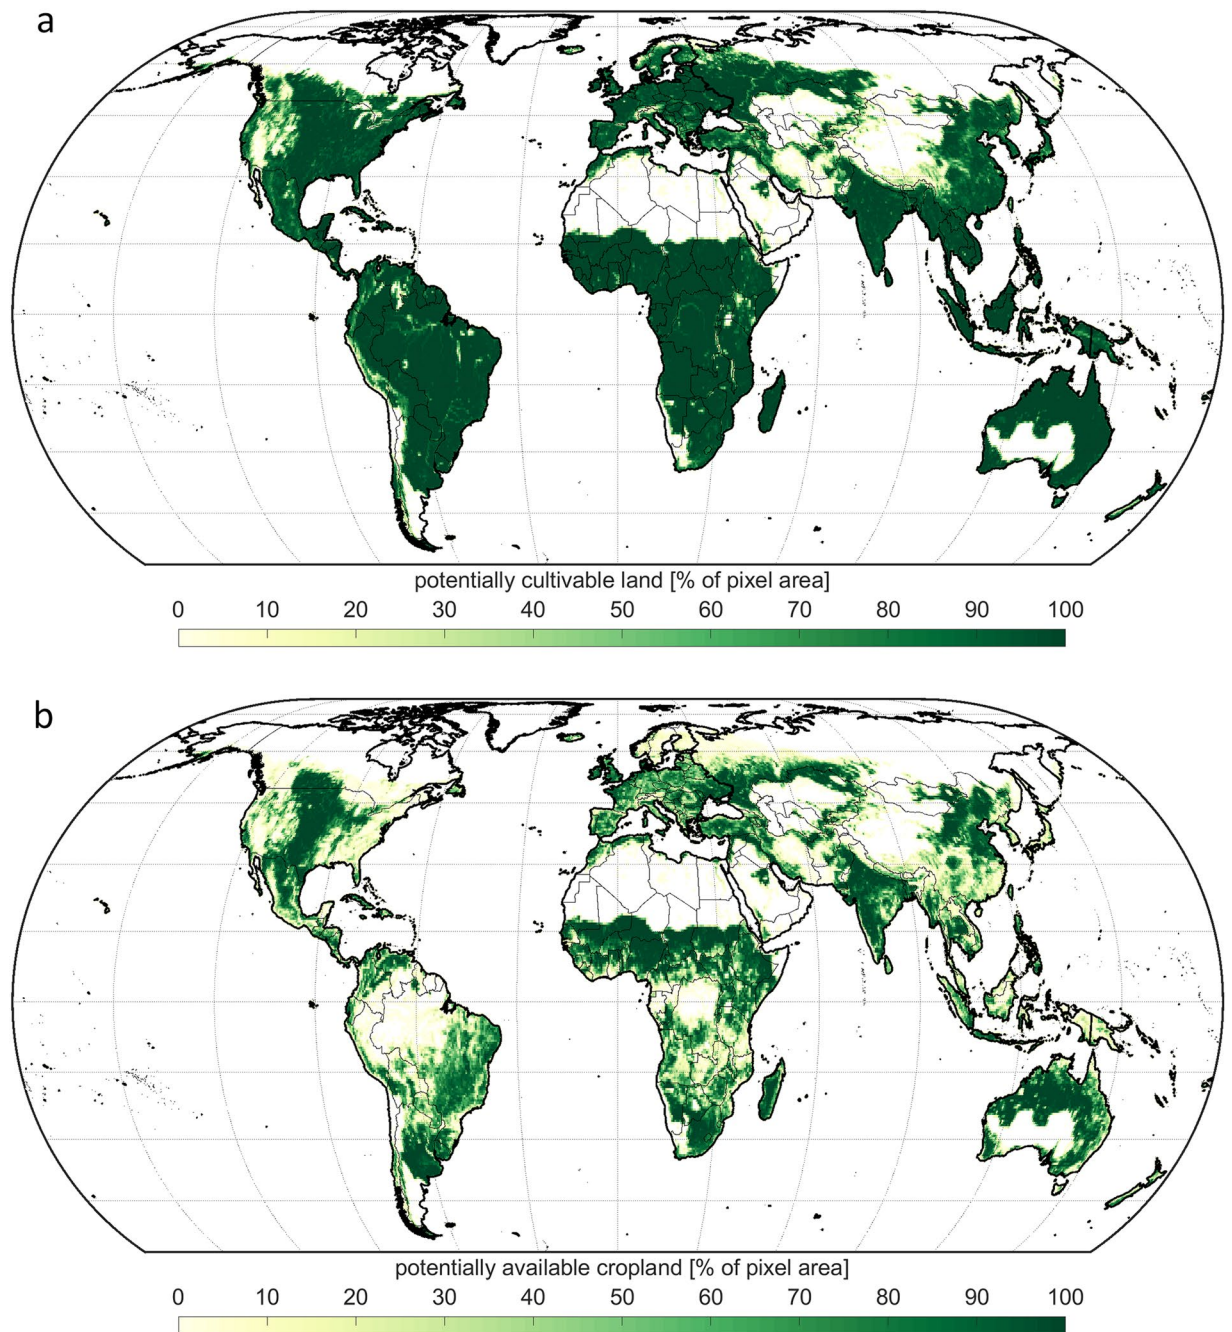 a
potentially cultivable land [% of pixel area]
0 10 20 30 40 50 60 70 80 90 100
b
potentially available cropland [% of pixel area]
0 10 20 30 40 50 60 70 80 90 100